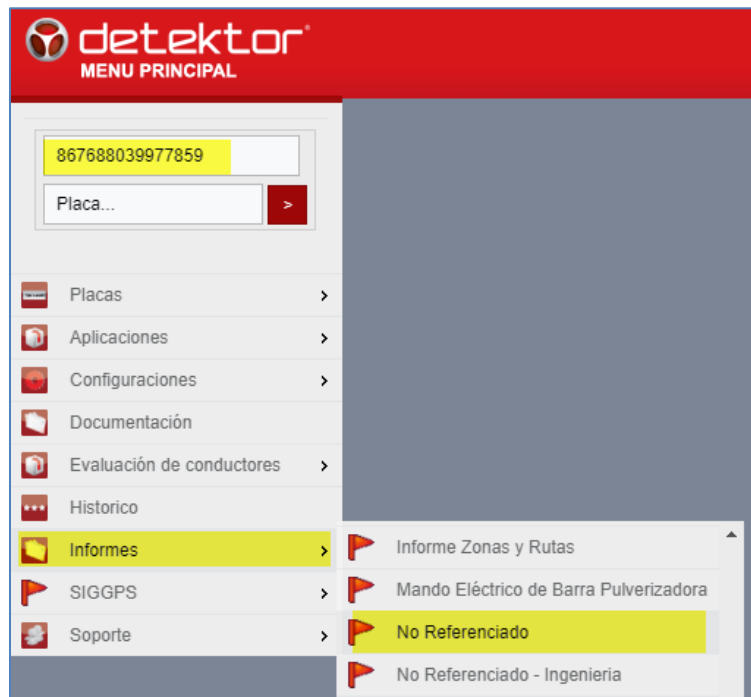 detektor
MENU PRINCIPAL
867688039977859
Placa...
>
Placas
Aplicaciones
Configuraciones
Documentación
Evaluación de conductores
Historico
Informes
SIGGPS
Soporte
Informe Zonas y Rutas
Mando Eléctrico de Barra Pulverizadora
No Referenciado
No Referenciado - Ingenieria